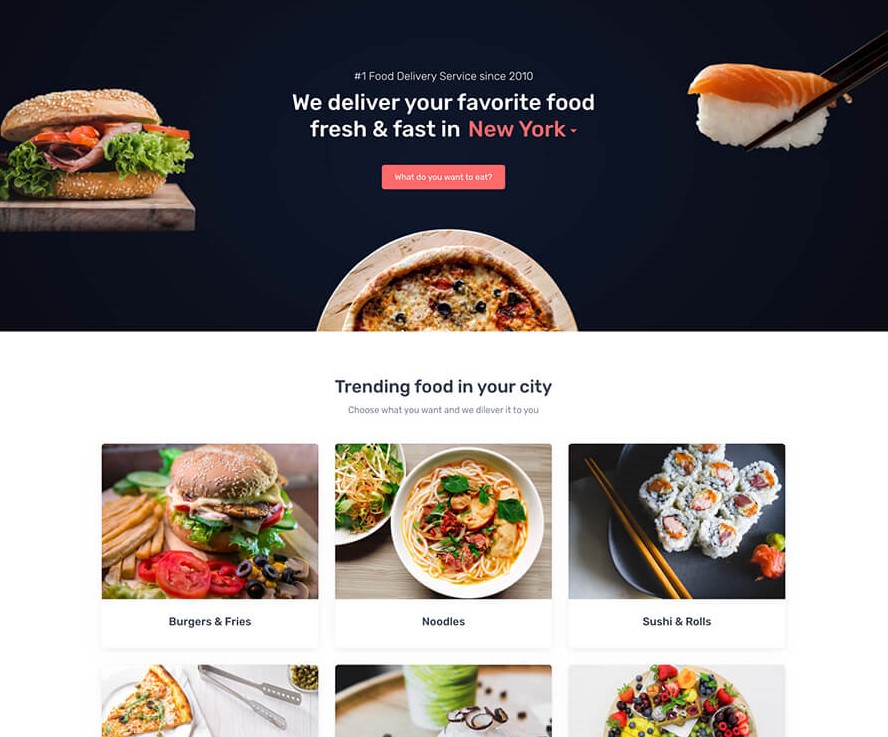 #1 Food Delivery Service since 2010
We deliver your favorite food
fresh & fast in New York
What do you want to eat?
Trending food in your city
Choose what you want and we dilever it to you
Burgers & Fries
Noodles
Sushi & Rolls